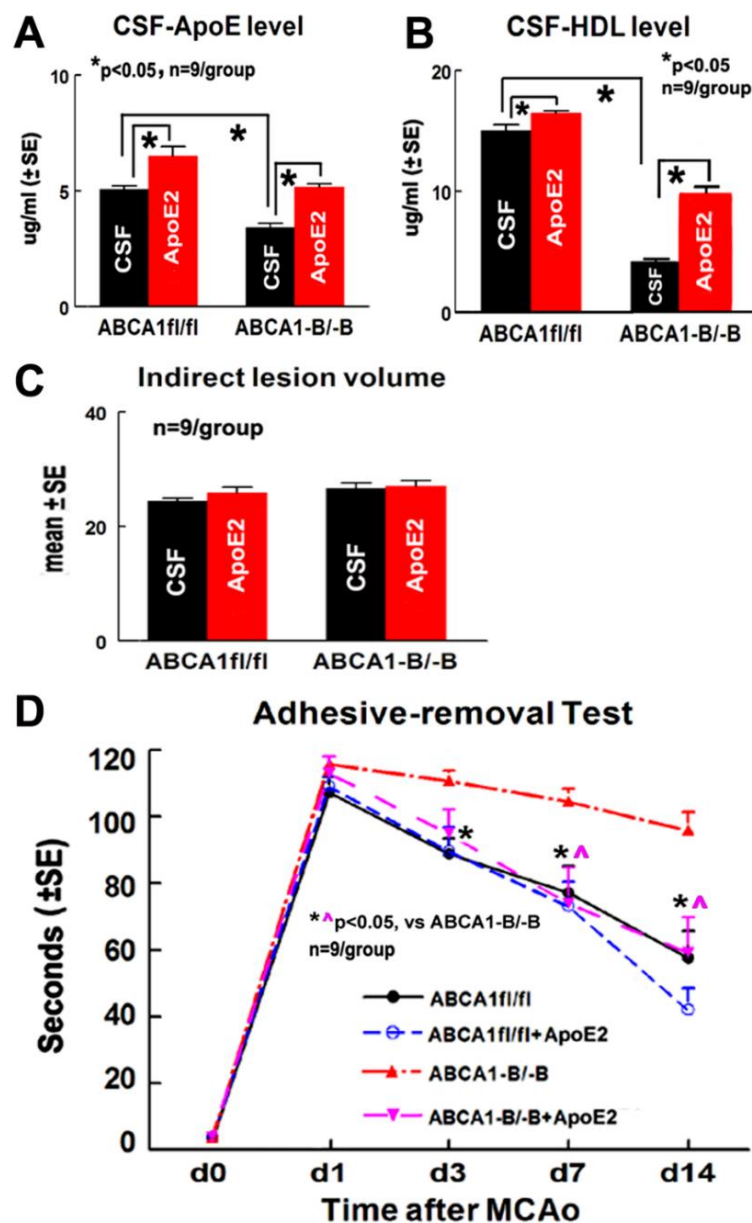 A
CSF-ApoE level
*p<0.05, n=9/group
10
5
0
ug/ml (±SE)
*
*
*
CSF
ApoE2
CSF
ApoE2
ABCA1fl/fl
ABCA1-B/-B
B
CSF-HDL level
*p<0.05
n=9/group
20
10
0
ug/ml (±SE)
*
*
*
CSF
ApoE2
CSF
ApoE2
ABCA1fl/fl
ABCA1-B/-B
C
Indirect lesion volume
n=9/group
40
20
0
mean ±SE
CSF
ApoE2
CSF
ApoE2
ABCA1fl/fl
ABCA1-B/-B
D
Adhesive-removal Test
120
100
80
60
40
20
0
Seconds (±SE)
*
*^
*^
*^p<0.05, vs ABCA1-B/-B
n=9/group
ABCA1fl/fl
ABCA1fl/fl+ApoE2
ABCA1-B/-B
ABCA1-B/-B+ApoE2
d0
d1
d3
d7
d14
Time after MCAo